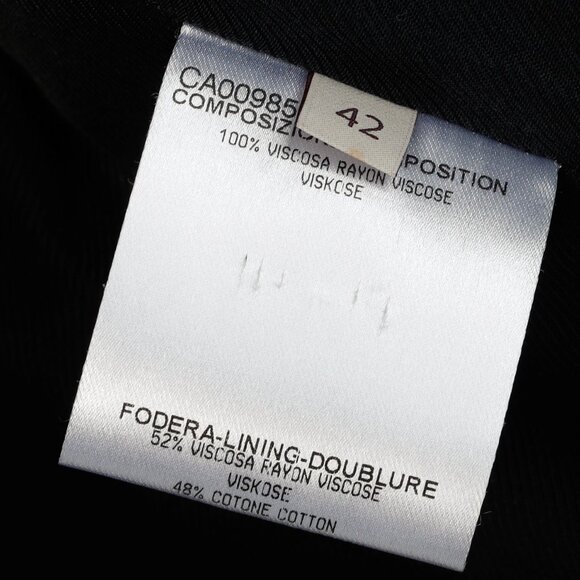 CA00985
42
COMPOSIZIO POSITION
100% VISCOSA RAYON VISCOSE
VISKOSE
FODERA-LINING-DOUBLURE
52% VISCOSA RAYON VISCOSE
VISKOSE
48% COTONE COTTON